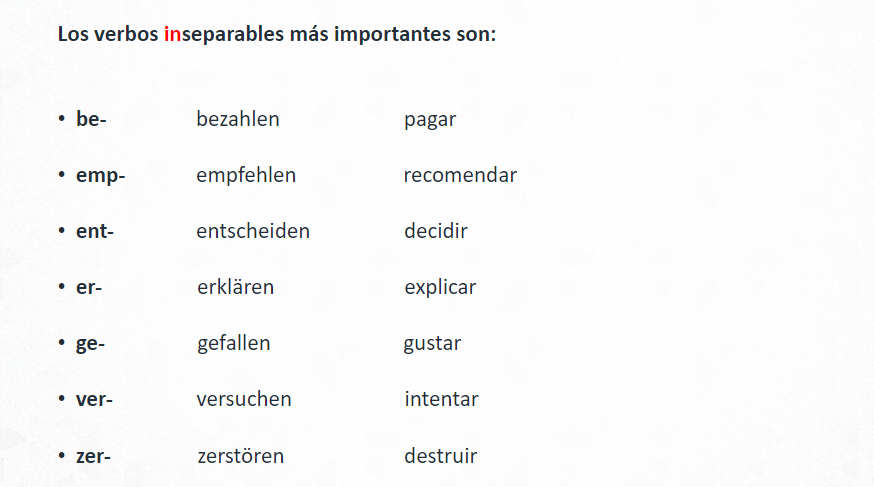 Los verbos inseparables más importantes son:
• be- bezahlen pagar
• emp- empfehlen recomendar
• ent- entscheiden decidir
• er- erklären explicar
• ge- gefallen gustar
• ver- versuchen intentar
• zer- zerstören destruir